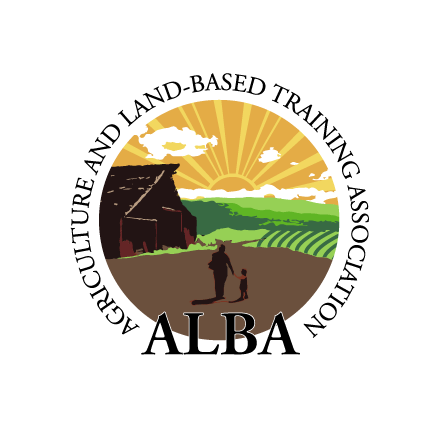 AGRICULTURE AND LAND-BASED TRAINING ASSOCIATION
ALBA